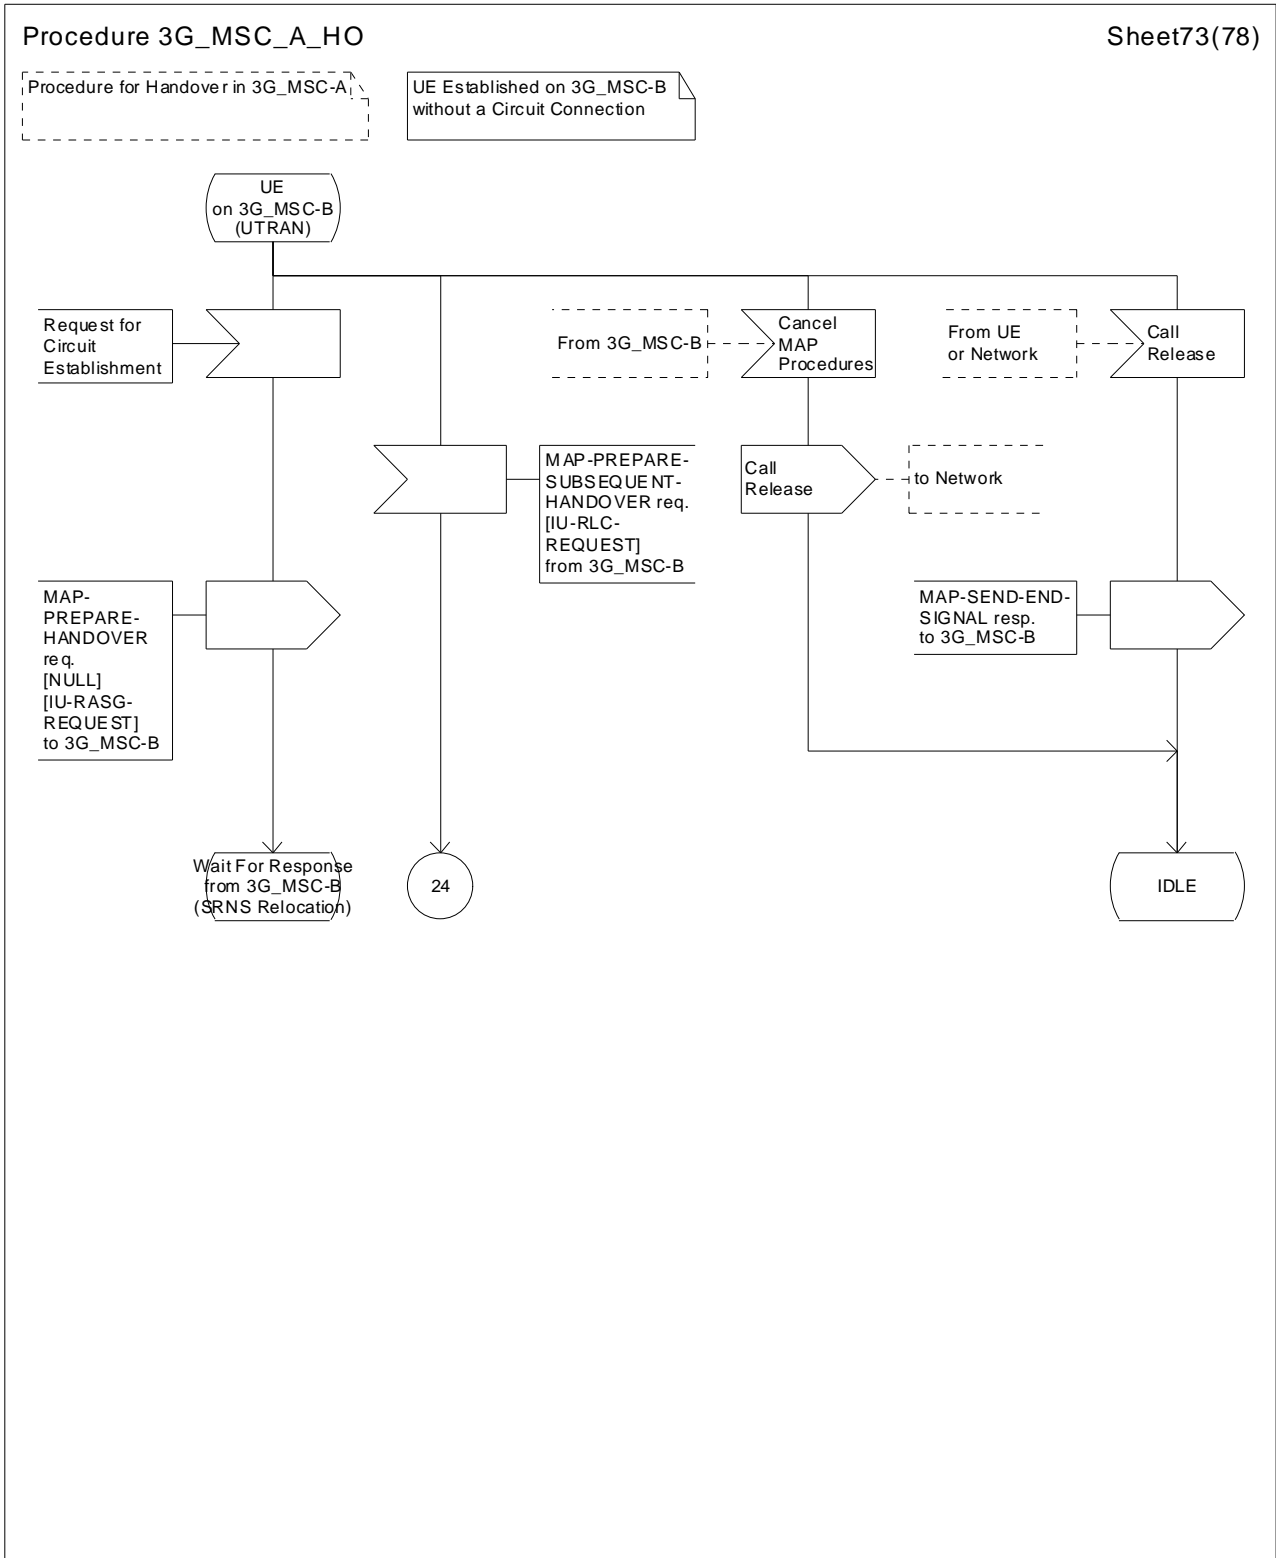 Procedure 3G_MSC_A_HO
Sheet73(78)
Procedure for Handover in 3G_MSC-A
UE Established on 3G_MSC-B
without a Circuit Connection
UE
on 3G_MSC-B
(UTRAN)
Request for
Circuit
Establishment
From 3G_MSC-B
Cancel
MAP
Procedures
From UE
or Network
Call
Release
MAP-PREPARE-
SUBSEQUENT-
HANDOVER req.
[IU-RLC-
REQUEST]
from 3G_MSC-B
Call
Release
to Network
MAP-
PREPARE-
HANDOVER
req.
[NULL]
[IU-RASG-
REQUEST]
to 3G_MSC-B
MAP-SEND-END-
SIGNAL resp.
to 3G_MSC-B
Wait For Response
from 3G_MSC-B
(SRNS Relocation)
24
IDLE